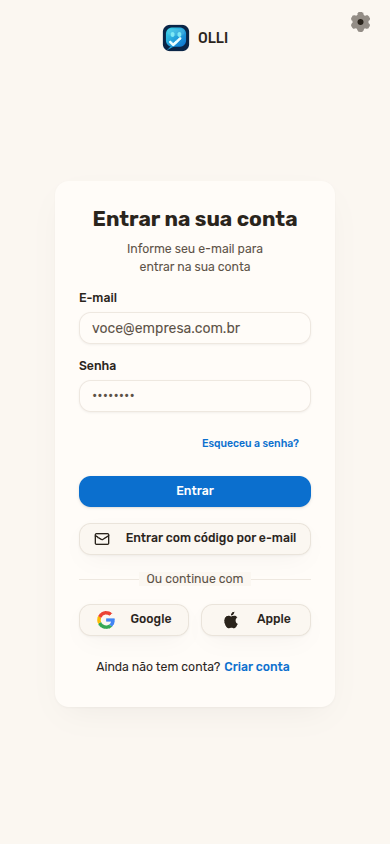 OLLI
Entrar na sua conta
Informe seu e-mail para
entrar na sua conta
E-mail
voce@empresa.com.br
Senha
••••••••
Esqueceu a senha?
Entrar
Entrar com código por e-mail
Ou continue com
Google
Apple
Ainda não tem conta? Criar conta